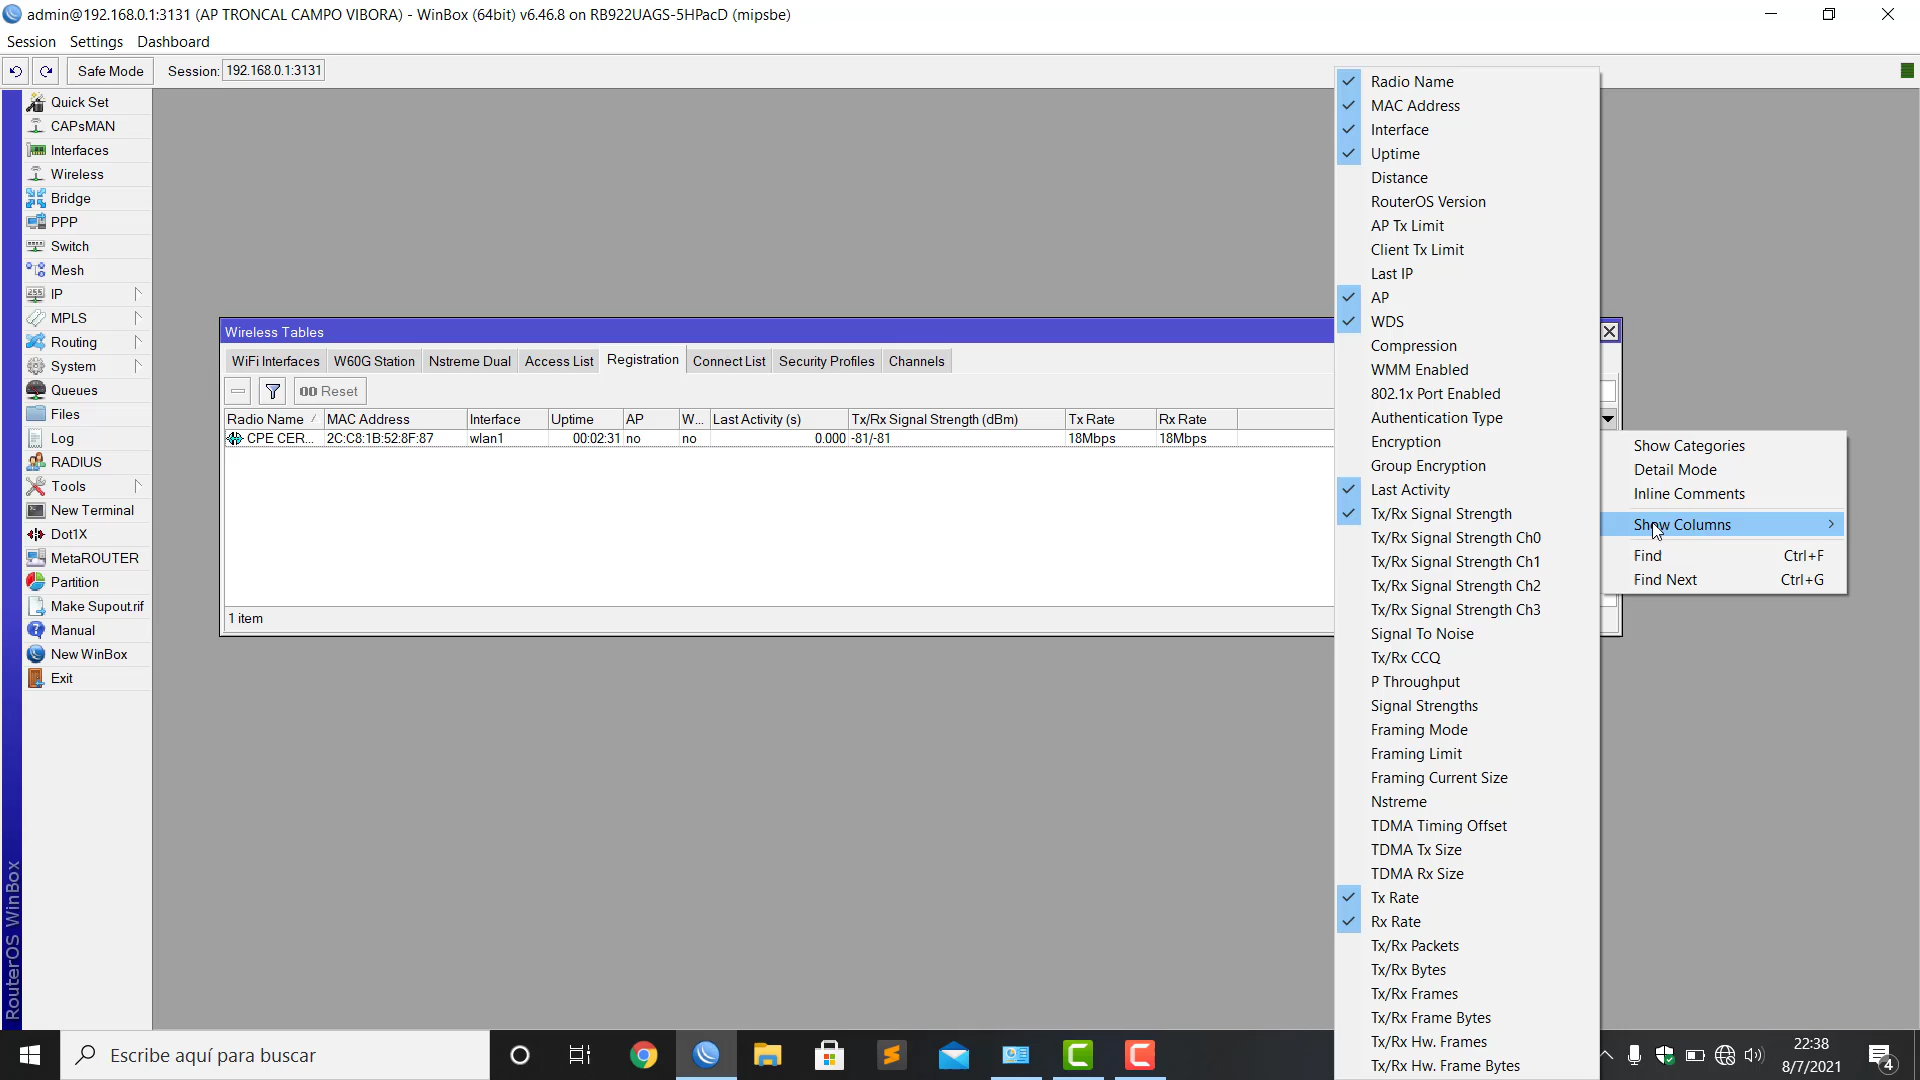 admin@192.168.0.1:3131 (AP TRONCAL CAMPO VIBORA) - WinBox (64bit) v6.46.8 on RB922UAGS-5HPacD (mipsbe)
Session Settings Dashboard
Safe Mode Session: 192.168.0.1:3131
Quick Set
CAPsMAN
Interfaces
Wireless
Bridge
PPP
Switch
Mesh
IP
MPLS
Routing
System
Queues
Files
Log
RADIUS
Tools
New Terminal
Dot1X
MetaROUTER
Partition
Make Supout.rif
Manual
New WinBox
Exit
RouterOS WinBox
Wireless Tables
WiFi Interfaces W60G Station Nstreme Dual Access List Registration Connect List Security Profiles Channels
00 Reset
Radio Name MAC Address Interface Uptime AP W... Last Activity (s) Tx/Rx Signal Strength (dBm) Tx Rate Rx Rate
CPE CER... 2C:C8:1B:52:8F:87 wlan1 00:02:31 no no 0.000 -81/-81 18Mbps 18Mbps
1 item
Radio Name
MAC Address
Interface
Uptime
Distance
RouterOS Version
AP Tx Limit
Client Tx Limit
Last IP
AP
WDS
Compression
WMM Enabled
802.1x Port Enabled
Authentication Type
Encryption
Group Encryption
Last Activity
Tx/Rx Signal Strength
Tx/Rx Signal Strength Ch0
Tx/Rx Signal Strength Ch1
Tx/Rx Signal Strength Ch2
Tx/Rx Signal Strength Ch3
Signal To Noise
Tx/Rx CCQ
P Throughput
Signal Strengths
Framing Mode
Framing Limit
Framing Current Size
Nstreme
TDMA Timing Offset
TDMA Tx Size
TDMA Rx Size
Tx Rate
Rx Rate
Tx/Rx Packets
Tx/Rx Bytes
Tx/Rx Frames
Tx/Rx Frame Bytes
Tx/Rx Hw. Frames
Tx/Rx Hw. Frame Bytes
Show Categories
Detail Mode
Inline Comments
Show Columns
Find Ctrl+F
Find Next Ctrl+G
Escribe aquí para buscar
22:38
8/7/2021
4